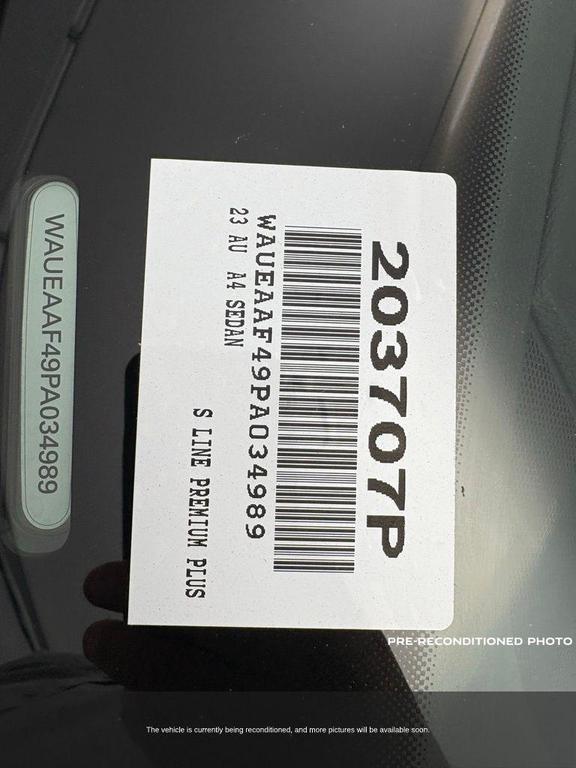 WAUEAAF49PA034989
203707P
WAUEAAF49PA034989
23 AU A4 SEDAN
S LINE PREMIUM PLUS
PRE-RECONDITIONED PHOTO
The vehicle is currently being reconditioned, and more pictures will be available soon.